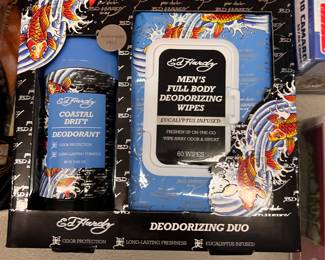 Ed Hardy
COASTAL
DRIFT
DEODORANT
ODOR PROTECTION
LONG-LASTING FORMULA
Ed Hardy
MEN'S
FULL BODY
DEODORIZING
WIPES
EUCALYPTUS INFUSED
FRESHEN UP ON-THE-GO
WIPE AWAY ODOR & SWEAT
60 WIPES
Ed Hardy
DEODORIZING DUO
ODOR PROTECTION
LONG-LASTING FRESHNESS
EUCALYPTUS INFUSED
CAMARO